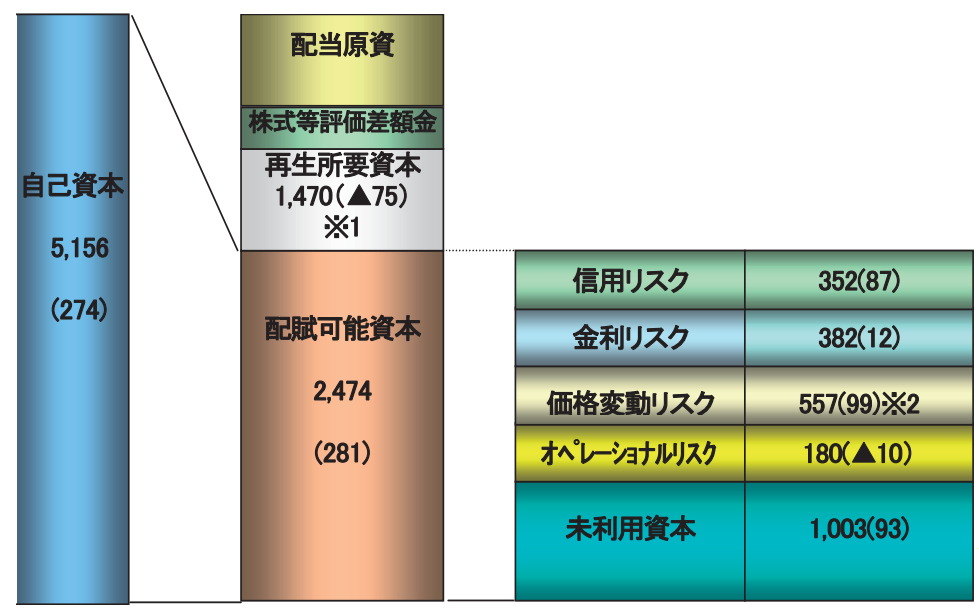 自己資本
5,156
(274)
配当原資
株式等評価差額金
再生所要資本
1,470(▲75)
※1
配賦可能資本
2,474
(281)
信用リスク 352(87)
金利リスク 382(12)
価格変動リスク 557(99)※2
オペレーショナルリスク 180(▲10)
未利用資本 1,003(93)